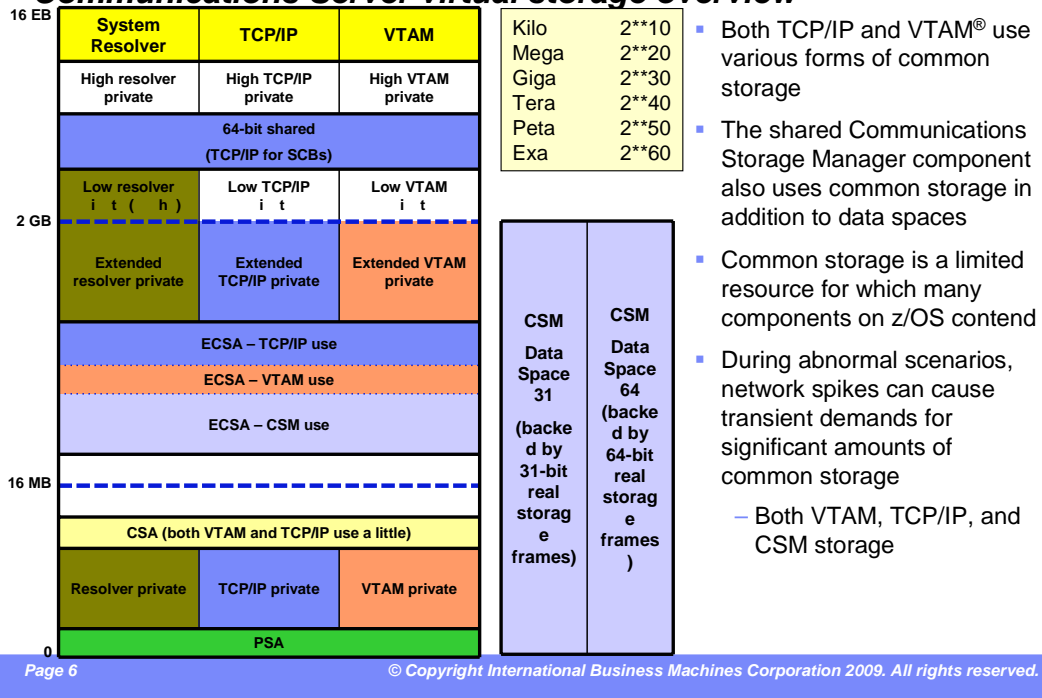 Communications Server virtual storage overview
16 EB
System
Resolver
TCP/IP
VTAM
High resolver
private
High TCP/IP
private
High VTAM
private
64-bit shared
(TCP/IP for SCBs)
Low resolver
i t ( h )
Low TCP/IP
i t
Low VTAM
i t
2 GB
Extended
resolver private
Extended
TCP/IP private
Extended VTAM
private
ECSA – TCP/IP use
ECSA – VTAM use
ECSA – CSM use
16 MB
CSA (both VTAM and TCP/IP use a little)
Resolver private
TCP/IP private
VTAM private
PSA
0
Kilo 2**10
Mega 2**20
Giga 2**30
Tera 2**40
Peta 2**50
Exa 2**60
CSM
Data
Space
31
(backe
d by
31-bit
real
storag
e
frames)
CSM
Data
Space
64
(backe
d by
64-bit
real
storag
e
frames
)
▪ Both TCP/IP and VTAM® use
various forms of common
storage
▪ The shared Communications
Storage Manager component
also uses common storage in
addition to data spaces
▪ Common storage is a limited
resource for which many
components on z/OS contend
▪ During abnormal scenarios,
network spikes can cause
transient demands for
significant amounts of
common storage
– Both VTAM, TCP/IP, and
CSM storage
Page 6
© Copyright International Business Machines Corporation 2009. All rights reserved.